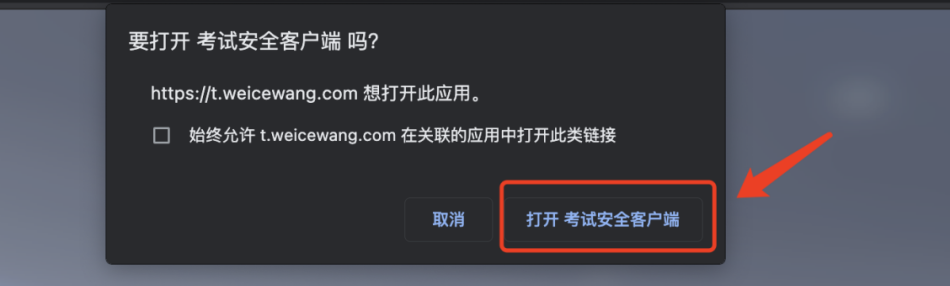 要打开 考试安全客户端 吗?
https://t.weicewang.com 想打开此应用。
始终允许 t.weicewang.com 在关联的应用中打开此类链接
取消
打开 考试安全客户端